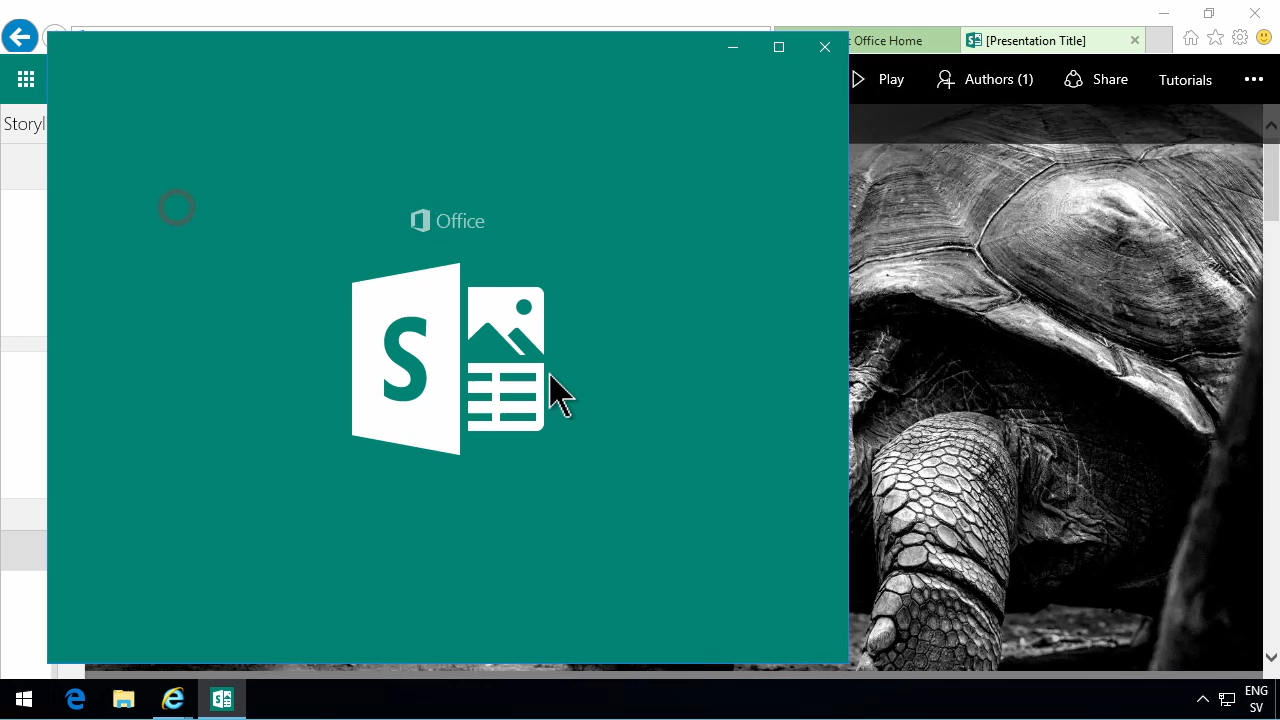 t Office Home
[Presentation Title]
Play
Authors (1)
Share
Tutorials
Storyl
Office
S
ENG
SV